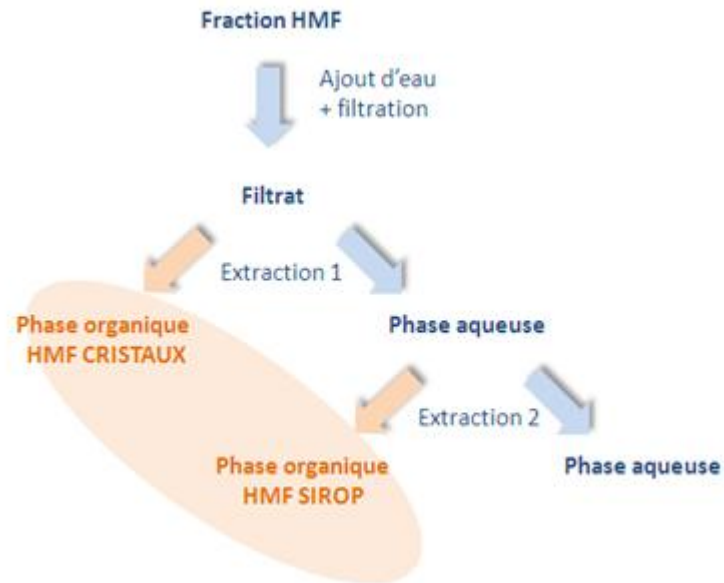 Fraction HMF
Ajout d'eau
+ filtration
Filtrat
Extraction 1
Phase organique
HMF CRISTAUX
Phase aqueuse
Extraction 2
Phase organique
HMF SIROP
Phase aqueuse